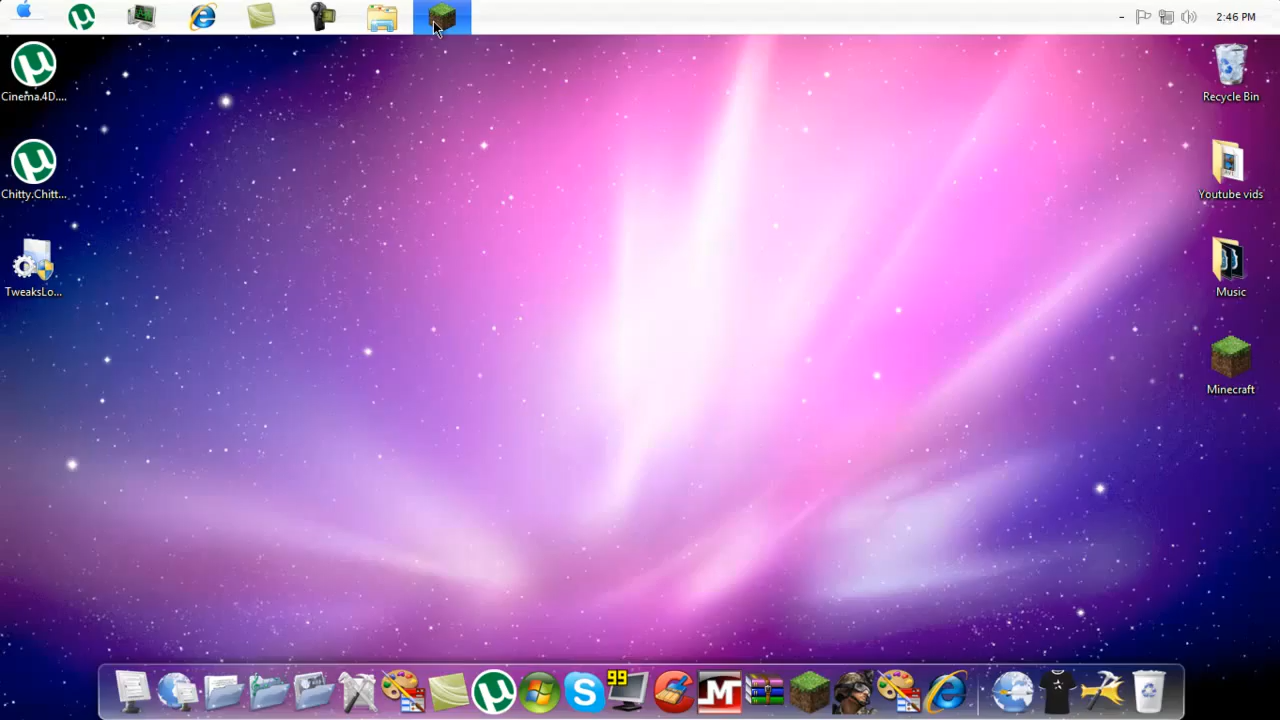 2:46 PM
Cinema.4D....
Chitty.Chitt...
TweaksLo...
Recycle Bin
Youtube vids
Music
Minecraft
99